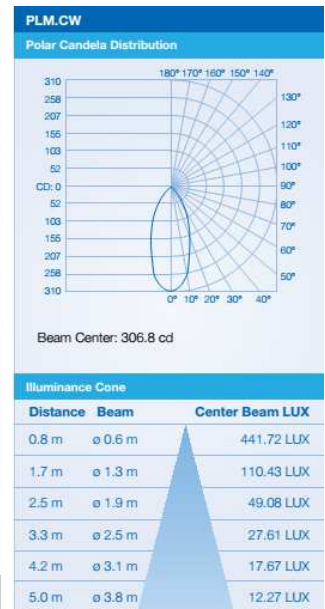 PLM.CW
Polar Candela Distribution
180° 170° 160° 150° 140°
310
258
207
155
103
52
CD: 0
52
103
155
207
258
310
130°
120°
110°
100°
90°
80°
70°
60°
50°
0° 10° 20° 30° 40°
Beam Center: 306.8 cd
Illuminance Cone
Distance Beam Center Beam LUX
0.8 m ø 0.6 m 441.72 LUX
1.7 m ø 1.3 m 110.43 LUX
2.5 m ø 1.9 m 49.08 LUX
3.3 m ø 2.5 m 27.61 LUX
4.2 m ø 3.1 m 17.67 LUX
5.0 m ø 3.8 m 12.27 LUX